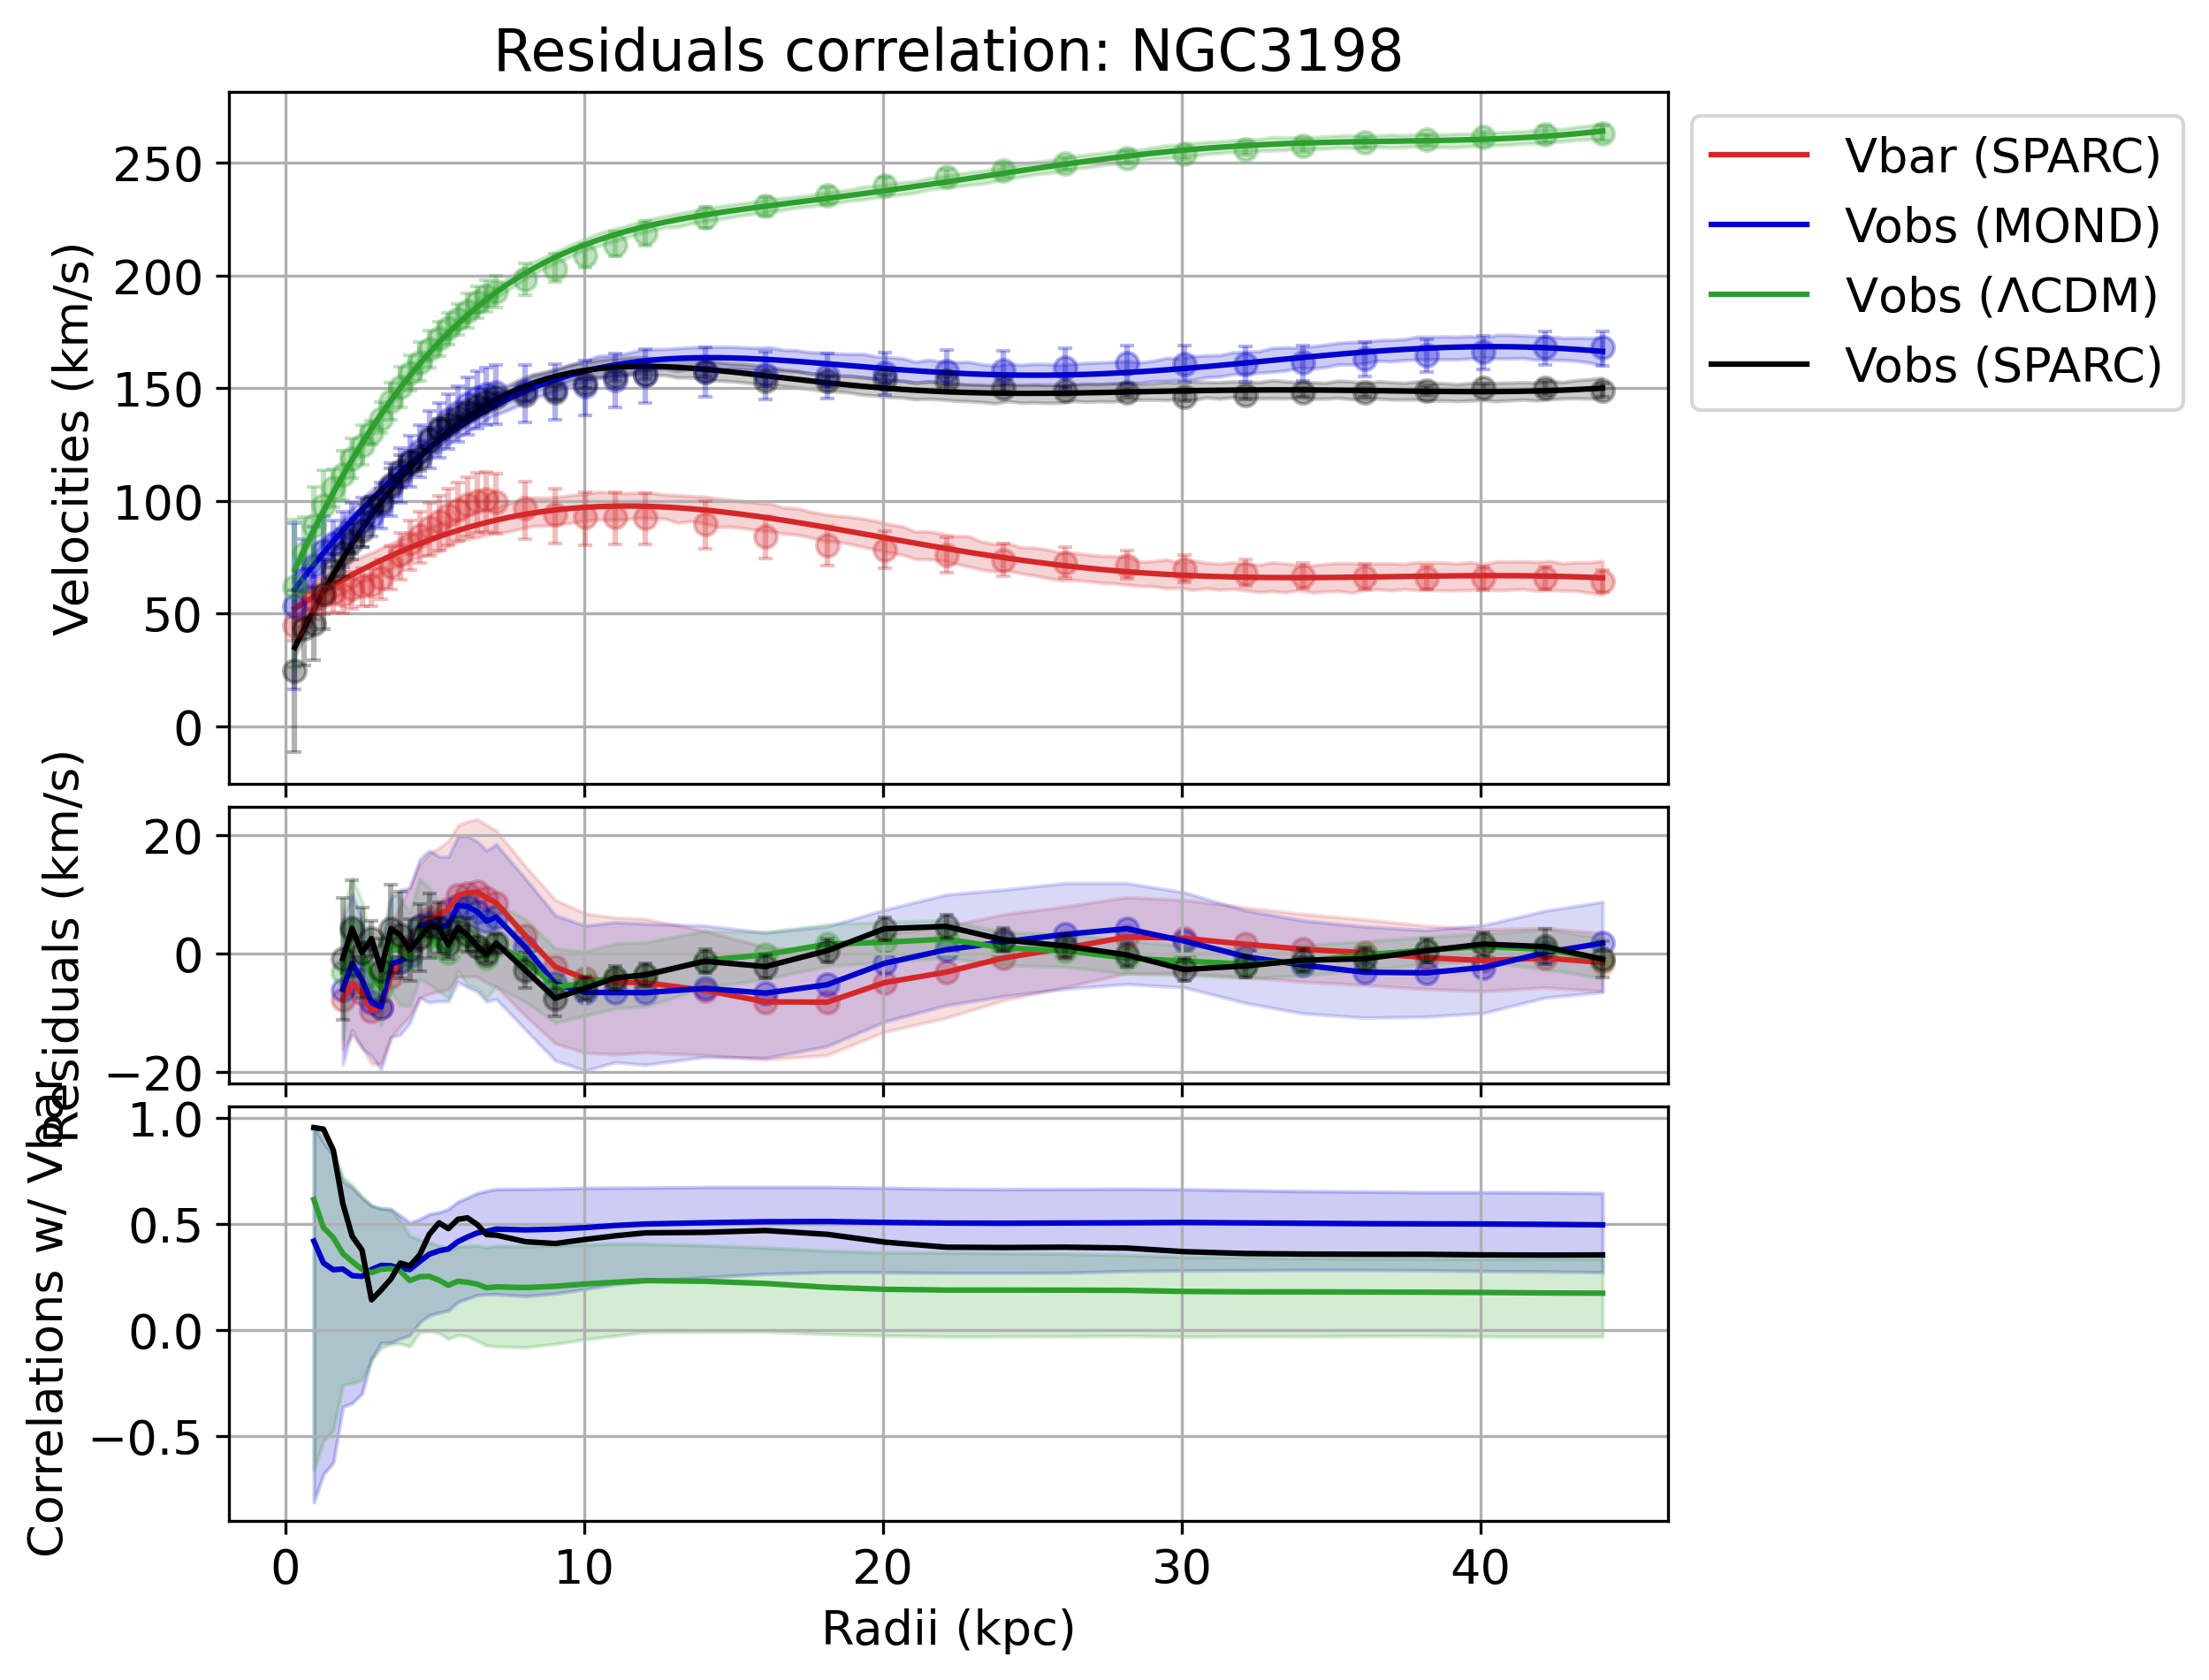 Residuals correlation: NGC3198
Velocities (km/s)
250
200
150
100
50
0
Vbar (SPARC)
Vobs (MOND)
Vobs (ΛCDM)
Vobs (SPARC)
Residuals (km/s)
20
0
−20
Correlations w/ Vbar
1.0
0.5
0.0
−0.5
0 10 20 30 40
Radii (kpc)